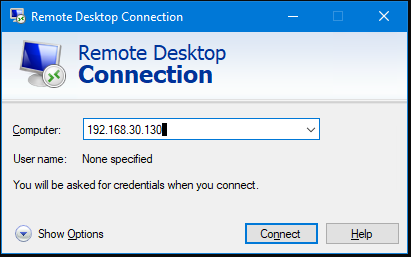 Remote Desktop Connection
Remote Desktop
Connection
Computer: 192.168.30.130
User name: None specified
You will be asked for credentials when you connect.
Show Options Connect Help